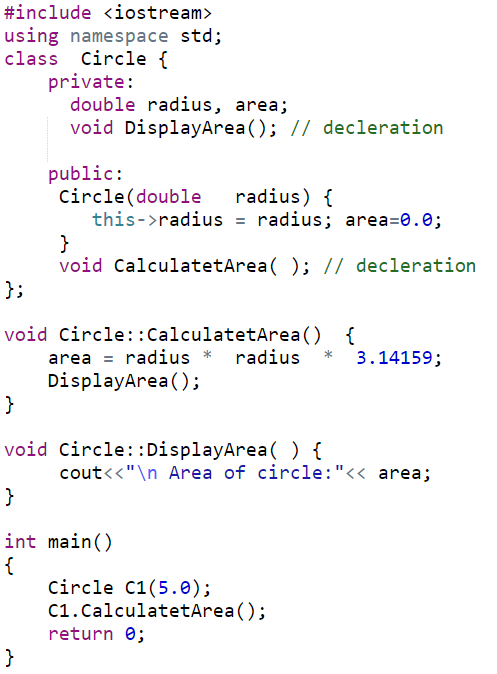 #include <iostream>
using namespace std;
class  Circle {
    private:
      double radius, area;
      void DisplayArea(); // decleration

    public:
     Circle(double   radius) {
        this->radius = radius; area=0.0;
     }
     void CalculatetArea( ); // decleration
};

void Circle::CalculatetArea()  {
    area = radius *  radius  *  3.14159;
    DisplayArea();
}

void Circle::DisplayArea( ) {
     cout<<"\n Area of circle:"<< area;
}

int main()
{
    Circle C1(5.0);
    C1.CalculatetArea();
    return 0;
}